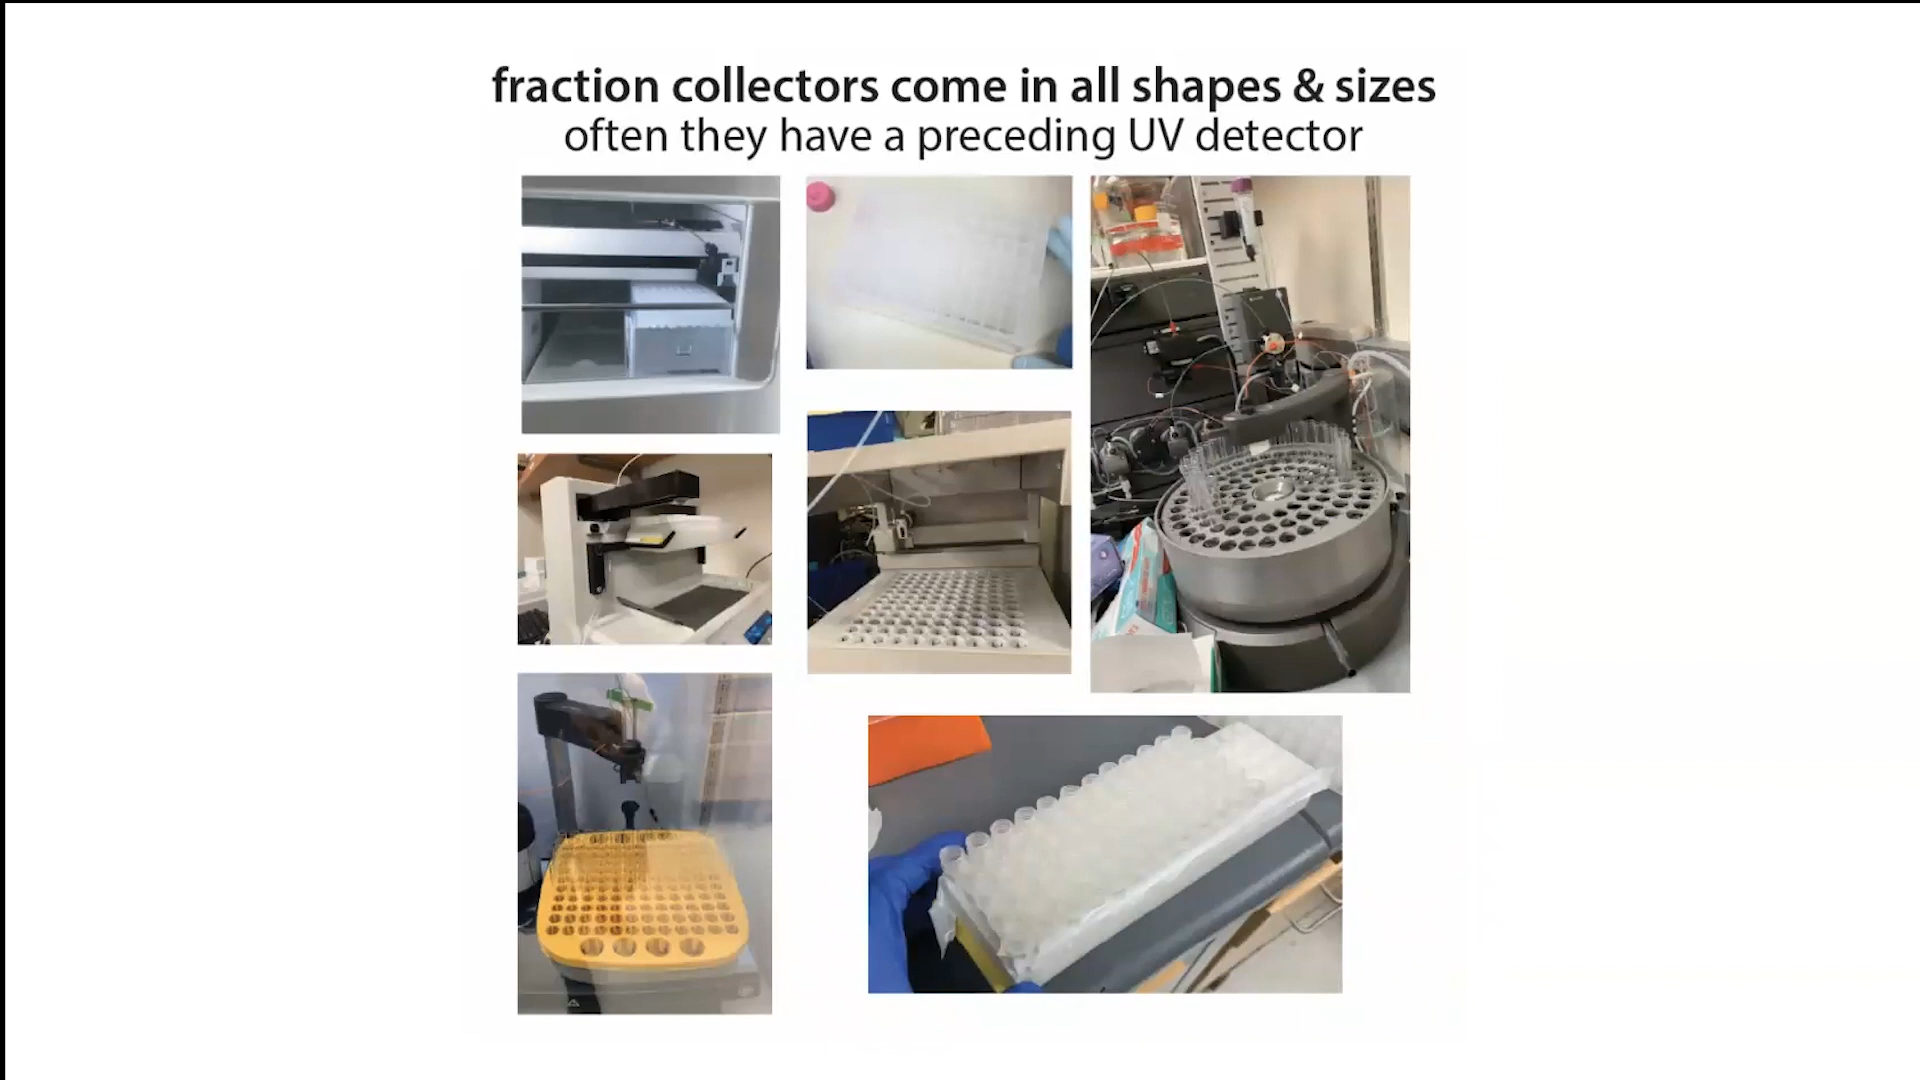 fraction collectors come in all shapes & sizes
often they have a preceding UV detector